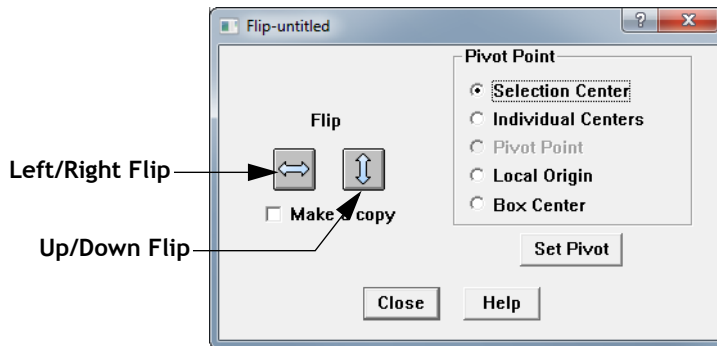 Flip-untitled
Pivot Point
Selection Center
Individual Centers
Pivot Point
Local Origin
Box Center
Flip
Left/Right Flip
Make a copy
Up/Down Flip
Set Pivot
Close
Help